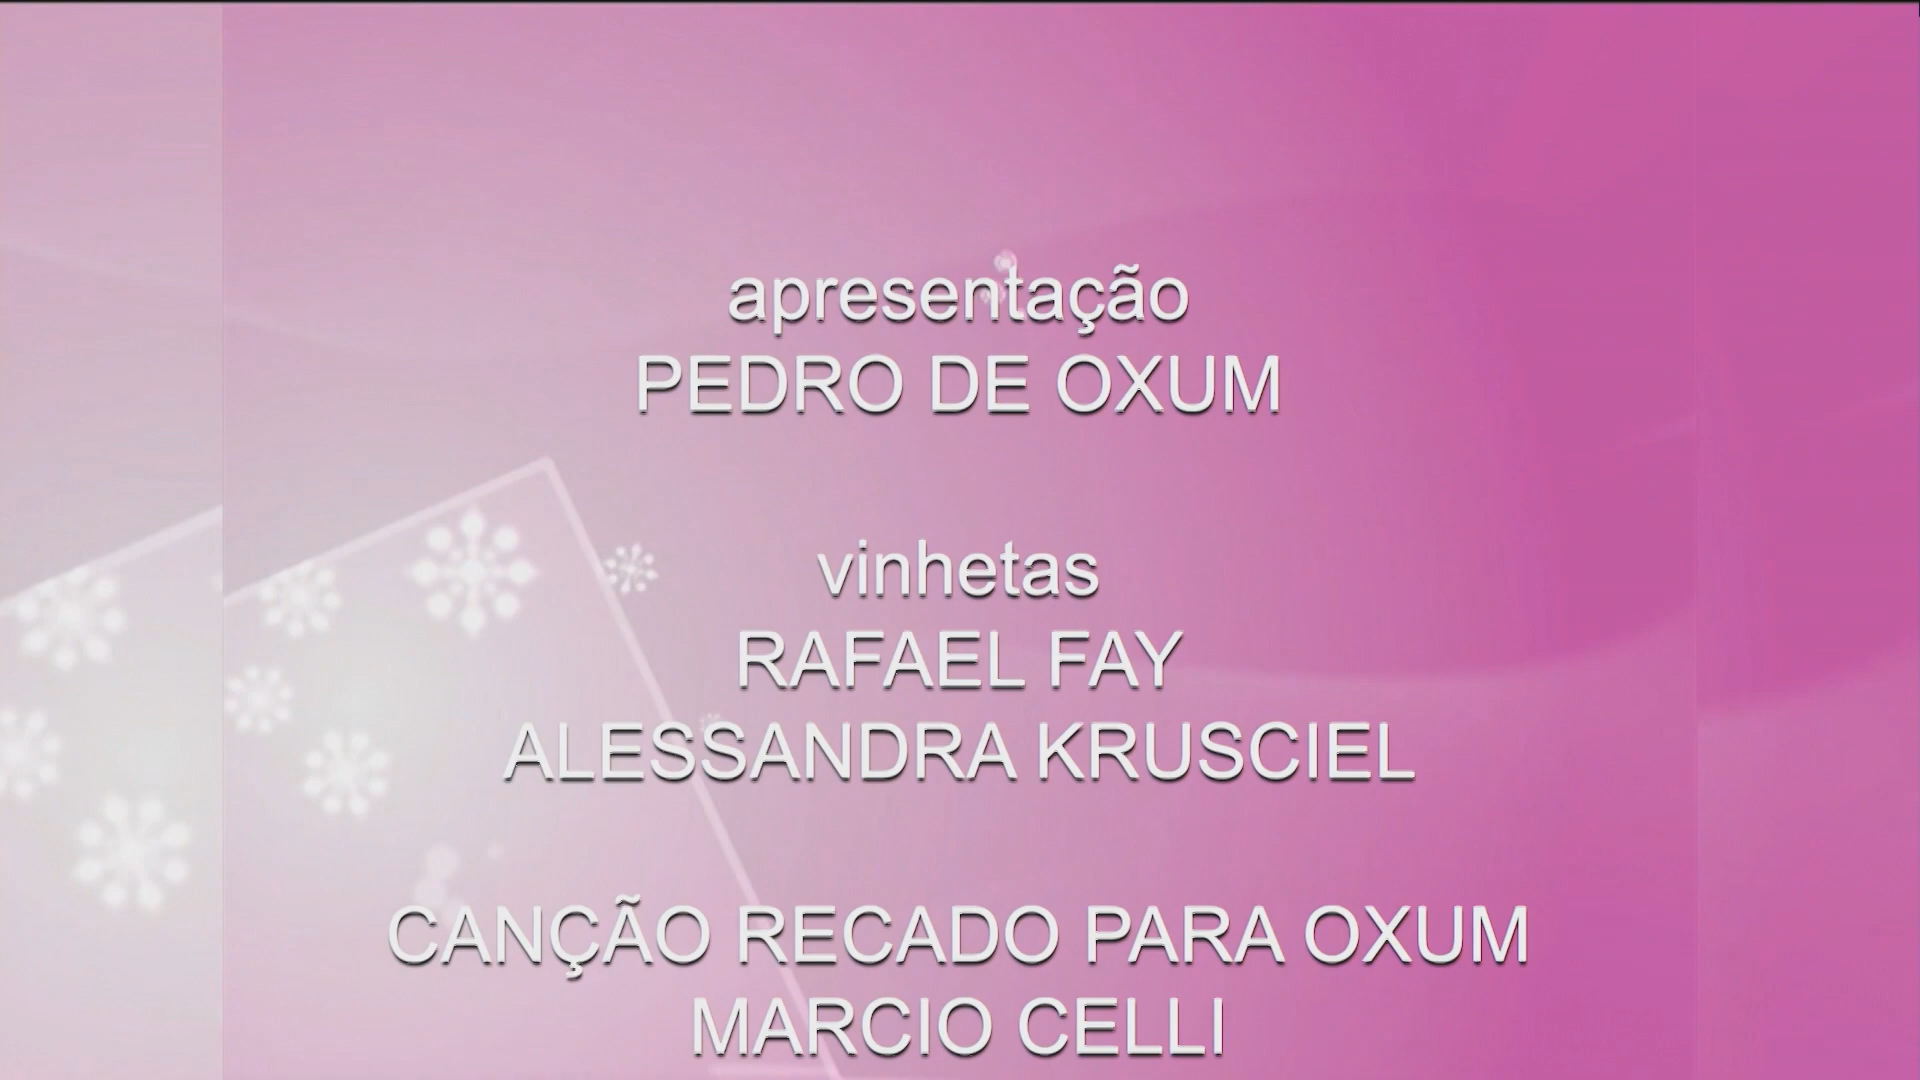 apresentação
PEDRO DE OXUM
vinhetas
RAFAEL FAY
ALESSANDRA KRUSCIEL
CANÇÃO RECADO PARA OXUM
MARCIO CELLI